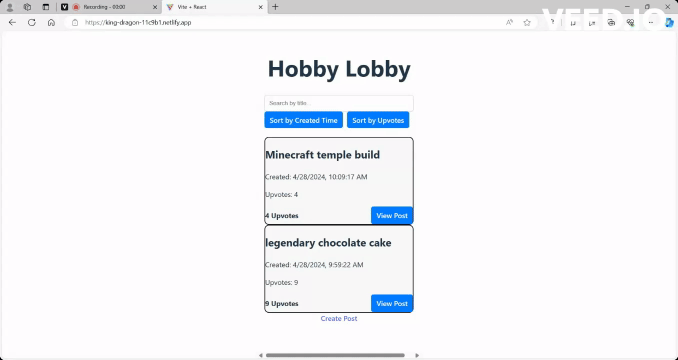 Recording - 00:00
Vite + React
VEED.IO
https://king-dragon-11c9b1.netlify.app
Hobby Lobby
Search by title...
Sort by Created Time
Sort by Upvotes
Minecraft temple build
Created: 4/28/2024, 10:09:17 AM
Upvotes: 4
4 Upvotes
View Post
legendary chocolate cake
Created: 4/28/2024, 9:59:22 AM
Upvotes: 9
9 Upvotes
View Post
Create Post